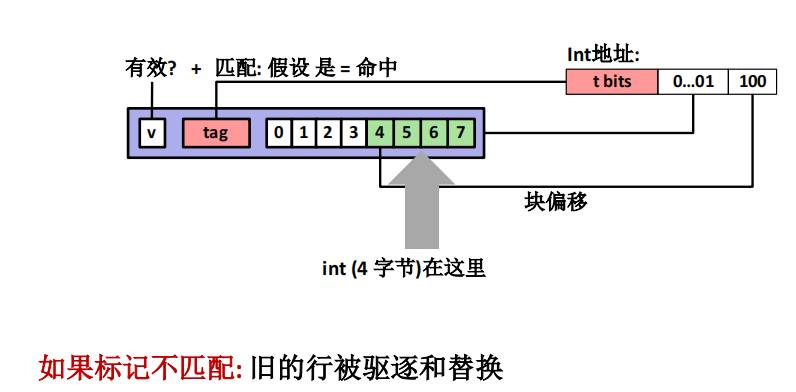 Int地址:
有效? + 匹配: 假设 是 = 命中
t bits 0...01 100
v tag 0 1 2 3 4 5 6 7
块偏移
int (4 字节)在这里
如果标记不匹配: 旧的行被驱逐和替换